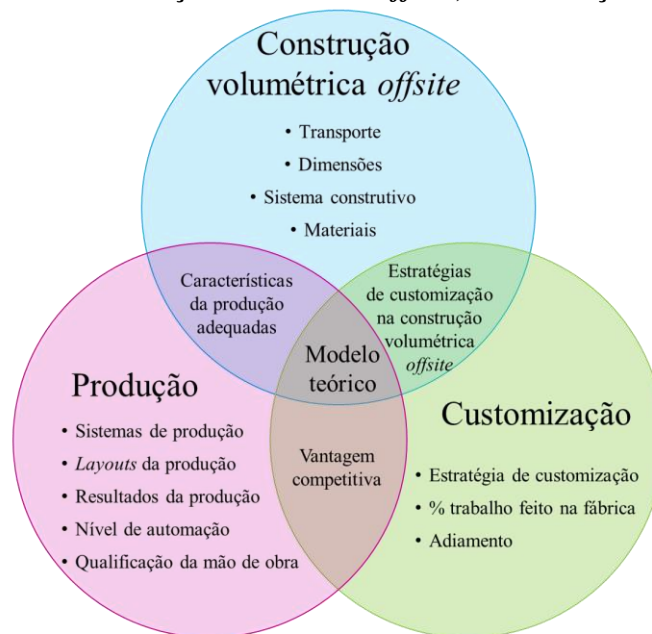 Construção
volumétrica offsite
• Transporte
• Dimensões
• Sistema construtivo
• Materiais
Características
da produção
adequadas
Estratégias
de customização
na construção
volumétrica
offsite
Modelo
teórico
Produção
• Sistemas de produção
• Layouts da produção
• Resultados da produção
• Nível de automação
• Qualificação da mão de obra
Vantagem
competitiva
Customização
• Estratégia de customização
• % trabalho feito na fábrica
• Adiamento